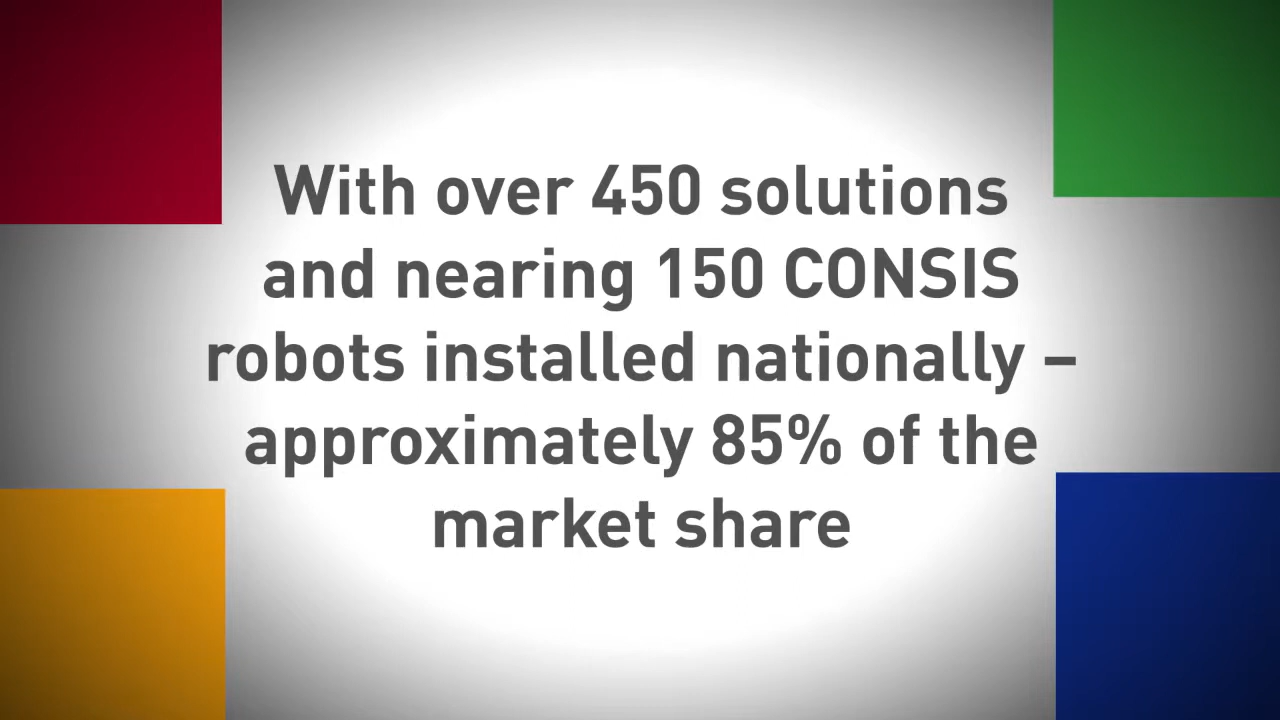 With over 450 solutions
and nearing 150 CONSIS
robots installed nationally –
approximately 85% of the
market share